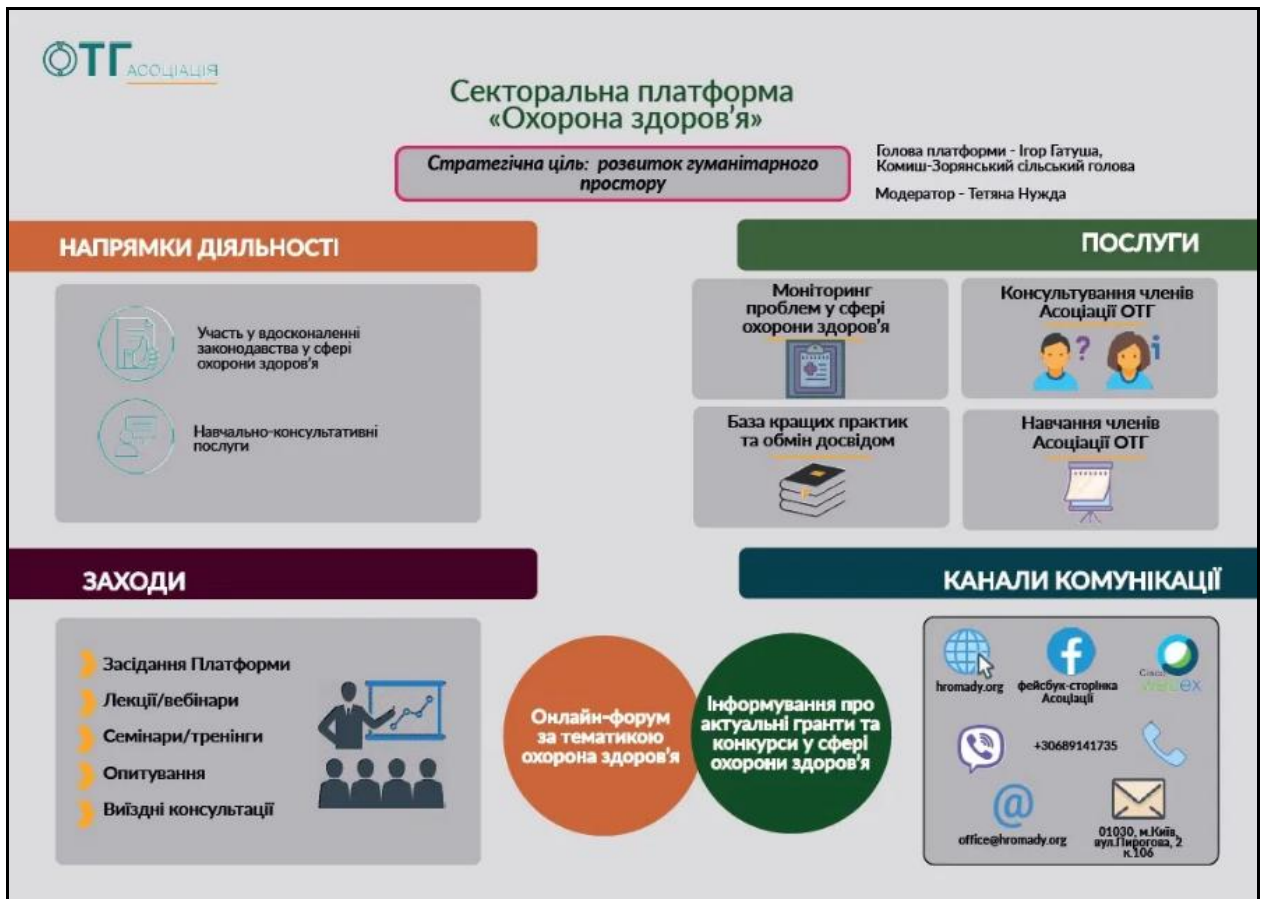 ОТГ АСОЦІАЦІЯ
Секторальна платформа
«Охорона здоров’я»
Стратегічна ціль: розвиток гуманітарного
простору
Голова платформи - Ігор Гатуша,
Комиш-Зорянський сільський голова
Модератор - Тетяна Нужда
НАПРЯМКИ ДІЯЛЬНОСТІ
Участь у вдосконаленні
законодавства у сфері
охорони здоров’я
Навчально-консультативні
послуги
ПОСЛУГИ
Моніторинг
проблем у сфері
охорони здоров’я
Консультування членів
Асоціації ОТГ
? i
База кращих практик
та обмін досвідом
Навчання членів
Асоціації ОТГ
ЗАХОДИ
Засідання Платформи
Лекції/вебінари
Семінари/тренінги
Опитування
Виїздні консультації
Онлайн-форум
за тематикою
охорона здоров’я
Інформування про
актуальні гранти та
конкурси у сфері
охорони здоров’я
КАНАЛИ КОМУНІКАЦІЇ
hromady.org
фейсбук-сторінка
Асоціації
Cisco
webex
+30689141735
@
office@hromady.org
01030, м.Київ,
вул.Пирогова, 2
к.106